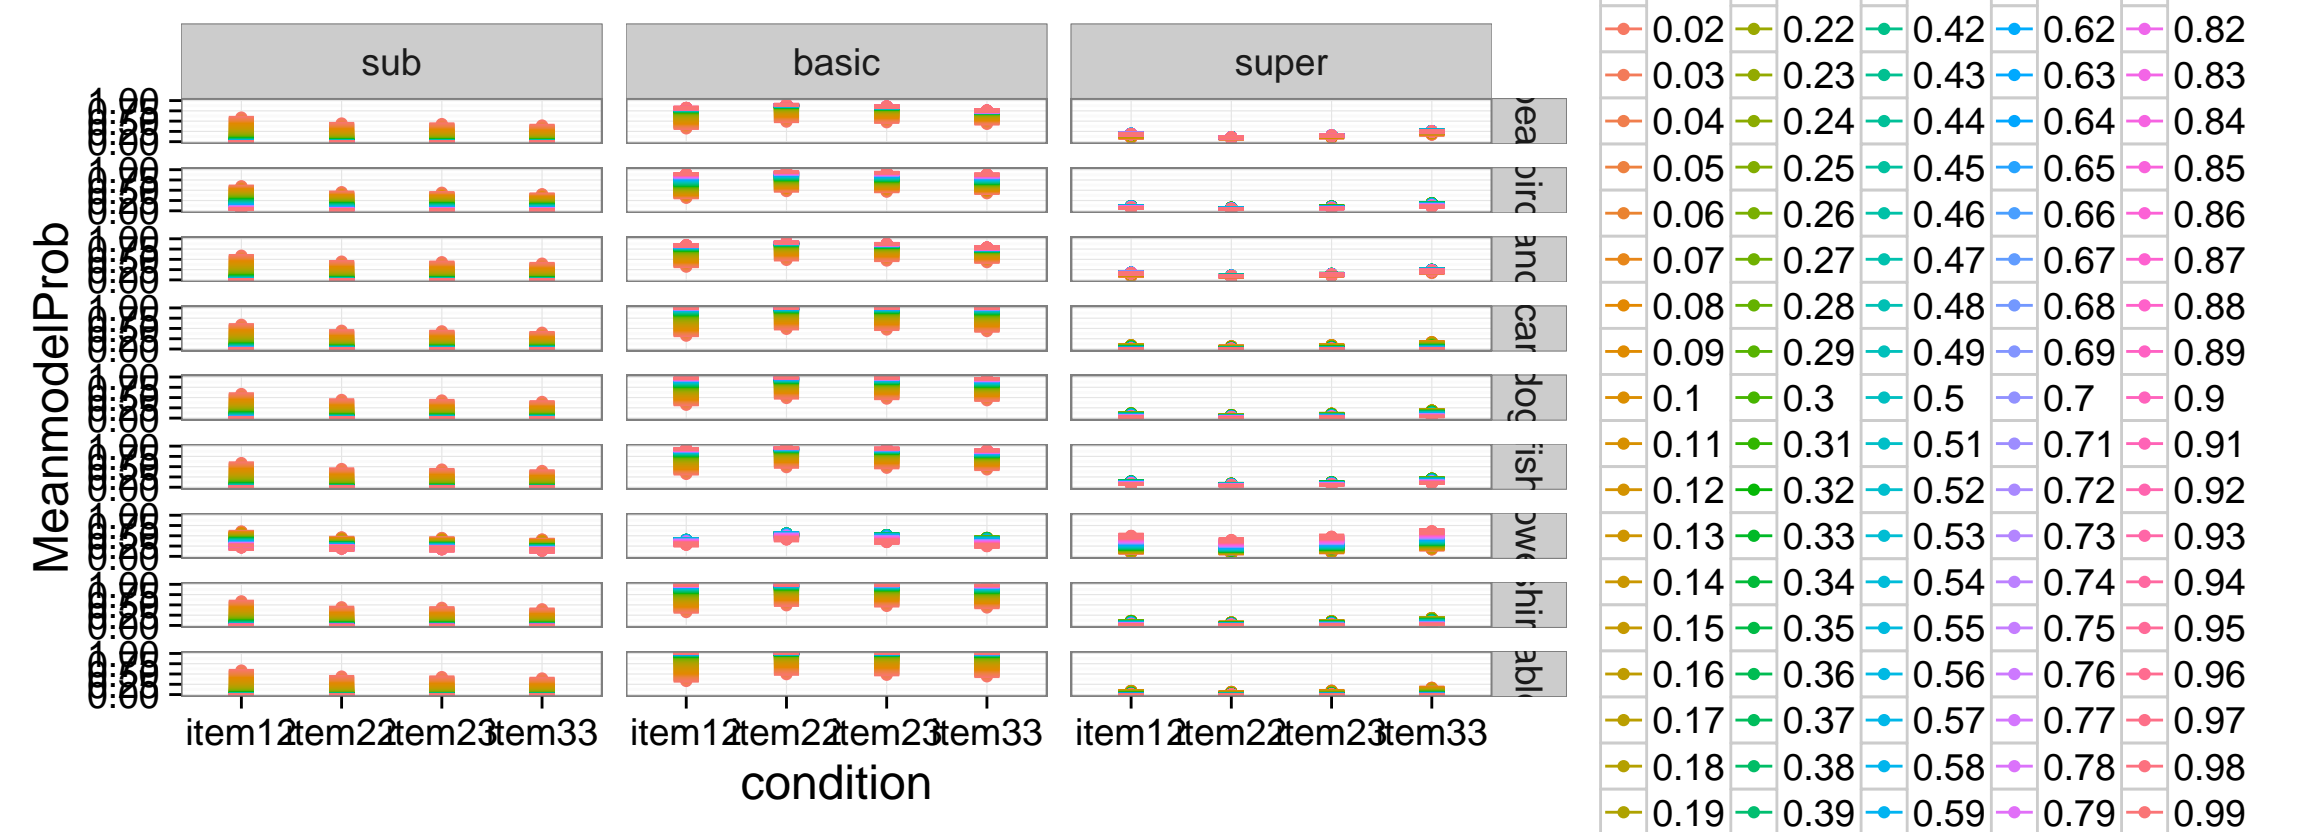 sub basic super
car
MeanmodelProb
item12 item22 item23 item33 item12 item22 item23 item33 item12 item22 item23 item33
condition
0.02 0.22 0.42 0.62 0.82
0.03 0.23 0.43 0.63 0.83
0.04 0.24 0.44 0.64 0.84
0.05 0.25 0.45 0.65 0.85
0.06 0.26 0.46 0.66 0.86
0.07 0.27 0.47 0.67 0.87
0.08 0.28 0.48 0.68 0.88
0.09 0.29 0.49 0.69 0.89
0.1 0.3 0.5 0.7 0.9
0.11 0.31 0.51 0.71 0.91
0.12 0.32 0.52 0.72 0.92
0.13 0.33 0.53 0.73 0.93
0.14 0.34 0.54 0.74 0.94
0.15 0.35 0.55 0.75 0.95
0.16 0.36 0.56 0.76 0.96
0.17 0.37 0.57 0.77 0.97
0.18 0.38 0.58 0.78 0.98
0.19 0.39 0.59 0.79 0.99